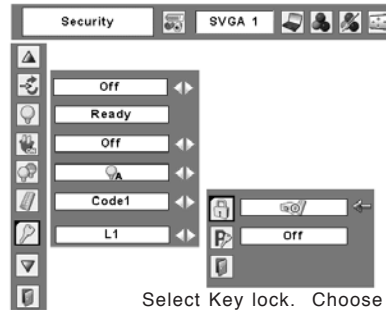 Security
SVGA 1
Off
Ready
Off
A
Code1
L1
P
Off
Select Key lock. Choose